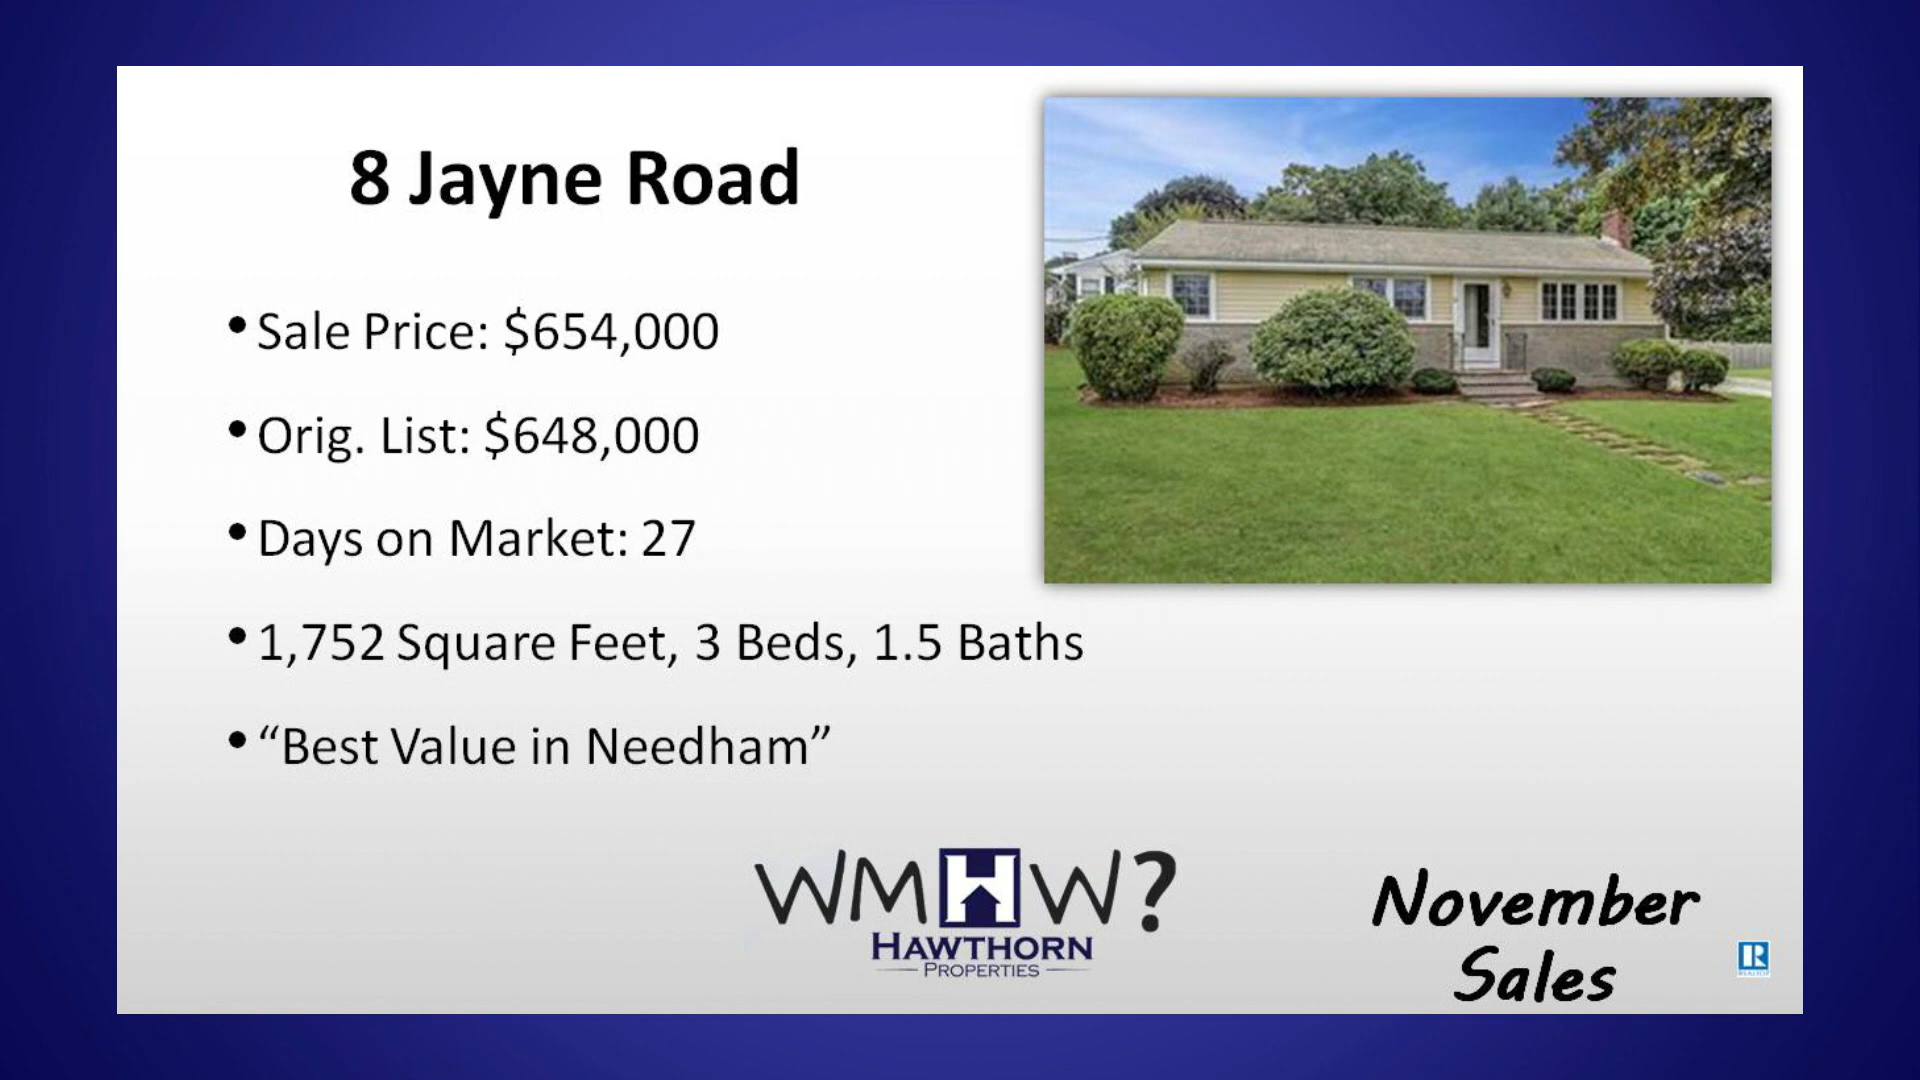 8 Jayne Road
• Sale Price: $654,000
• Orig. List: $648,000
• Days on Market: 27
• 1,752 Square Feet, 3 Beds, 1.5 Baths
• “Best Value in Needham”
WMHW?
HAWTHORN
PROPERTIES
November
Sales
R
REALTOR